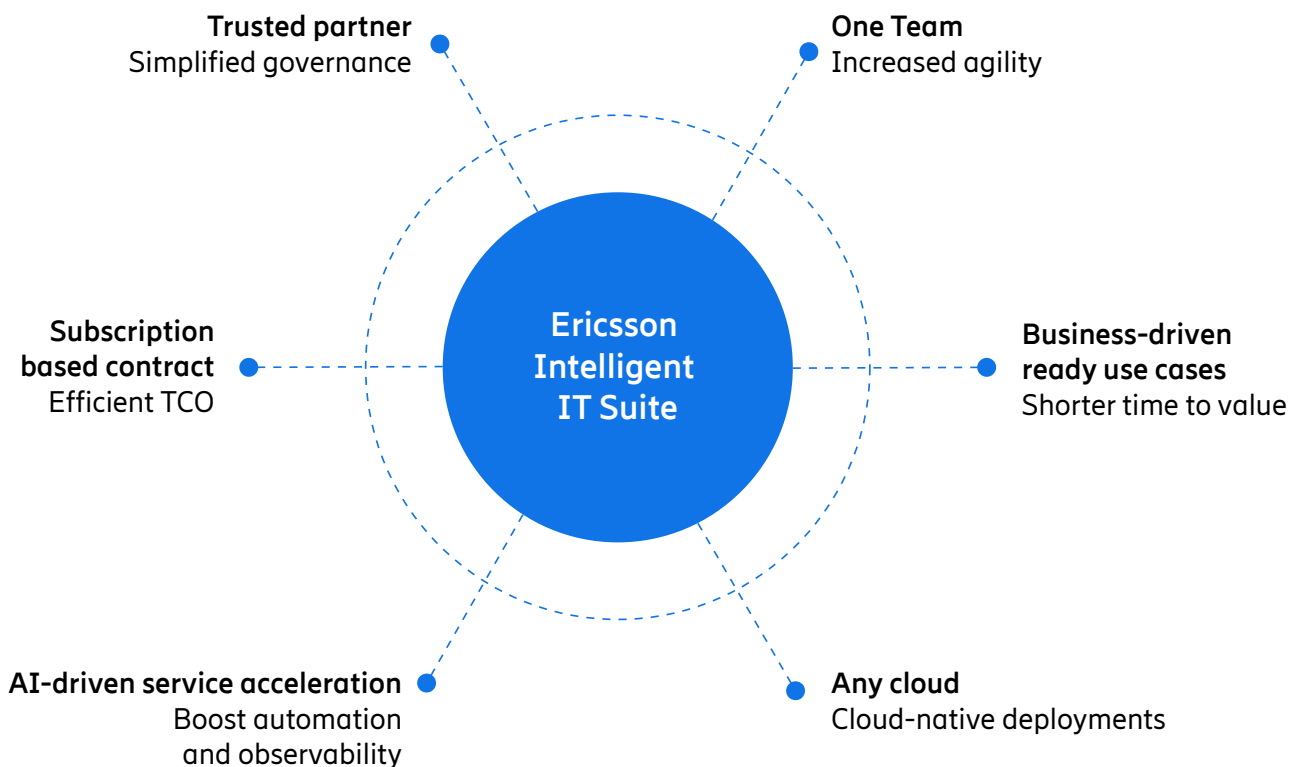 Trusted partner
Simplified governance
One Team
Increased agility
Subscription
based contract
Efficient TCO
Ericsson
Intelligent
IT Suite
Business-driven
ready use cases
Shorter time to value
AI-driven service acceleration
Boost automation
and observability
Any cloud
Cloud-native deployments